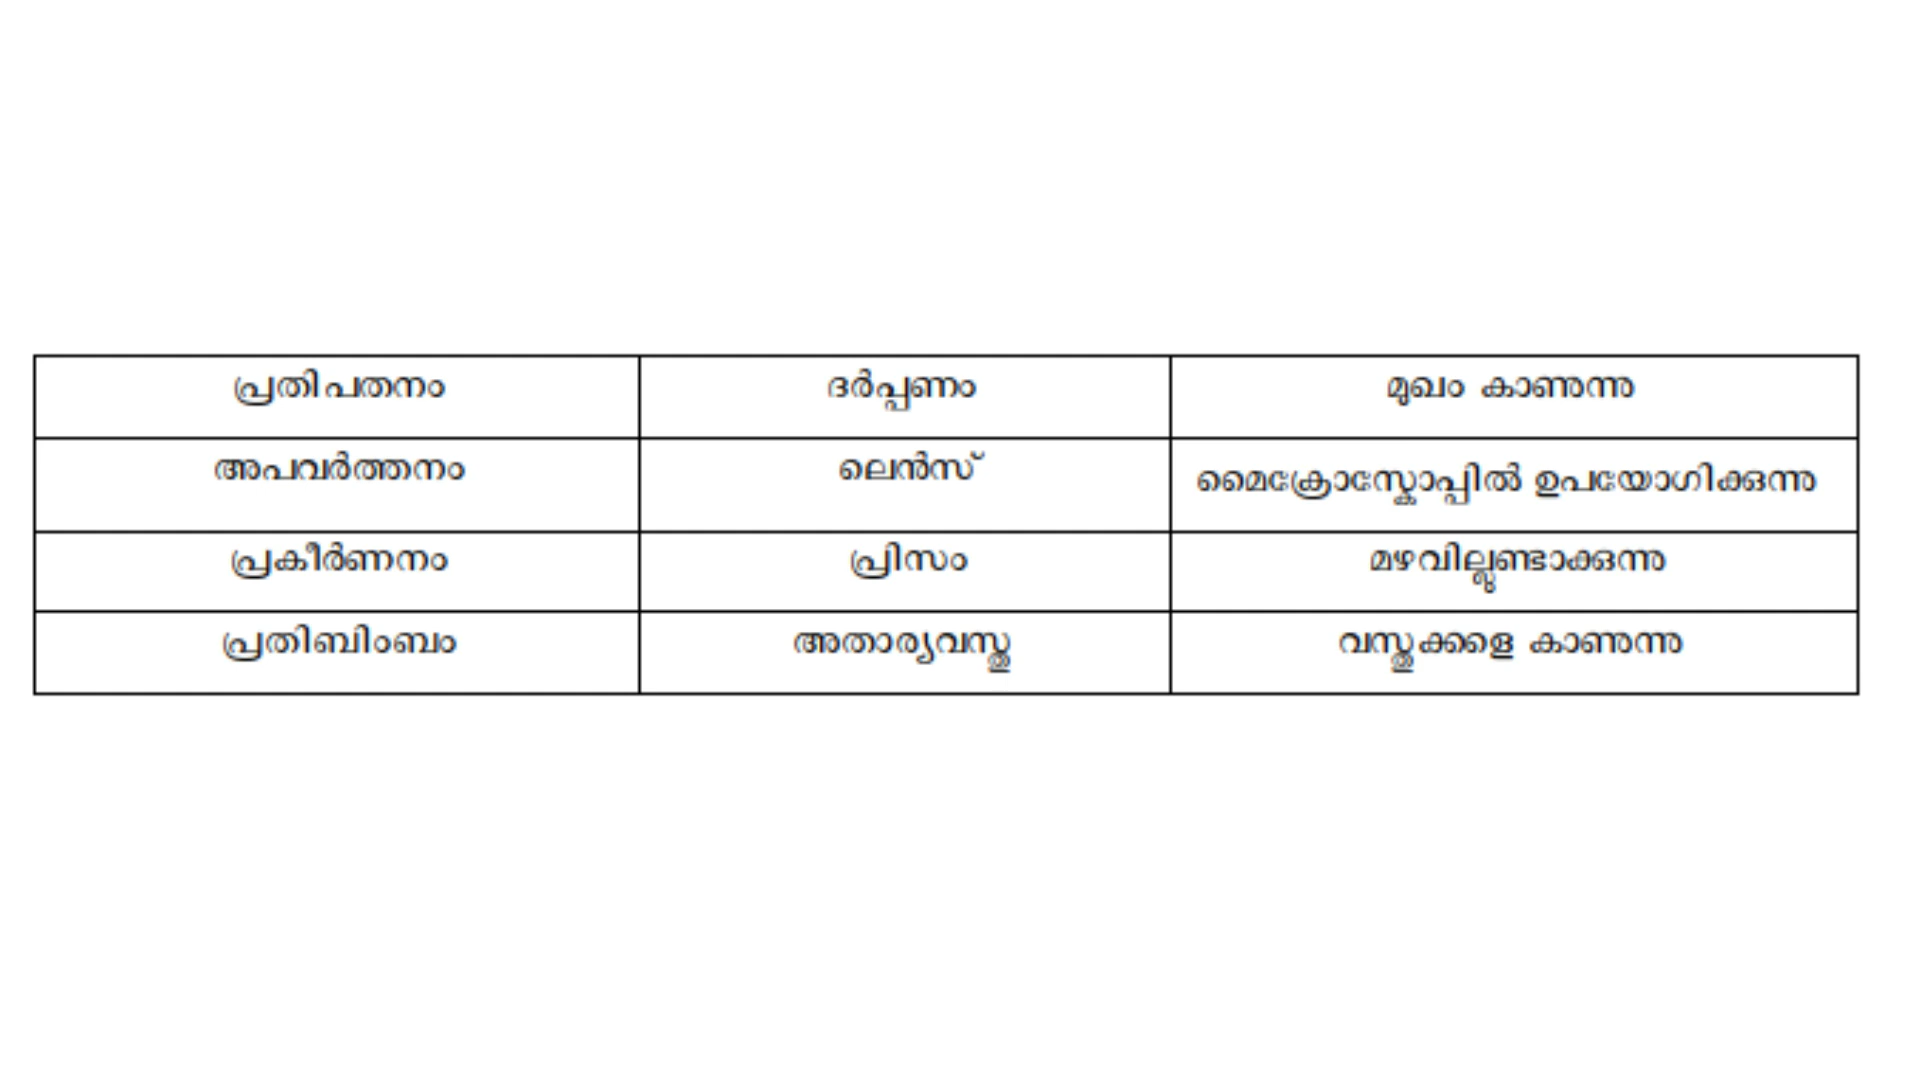 പ്രതിപതനം ദർപ്പണം മുഖം കാണുന്നു
അപവർത്തനം ലെൻസ് മൈക്രോസ്കോപ്പിൽ ഉപയോഗിക്കുന്നു
പ്രകീർണനം പ്രിസം മഴവില്ലുണ്ടാക്കുന്നു
പ്രതിബിംബം അതാര്യവസ്തു വസ്തുക്കളെ കാണുന്നു